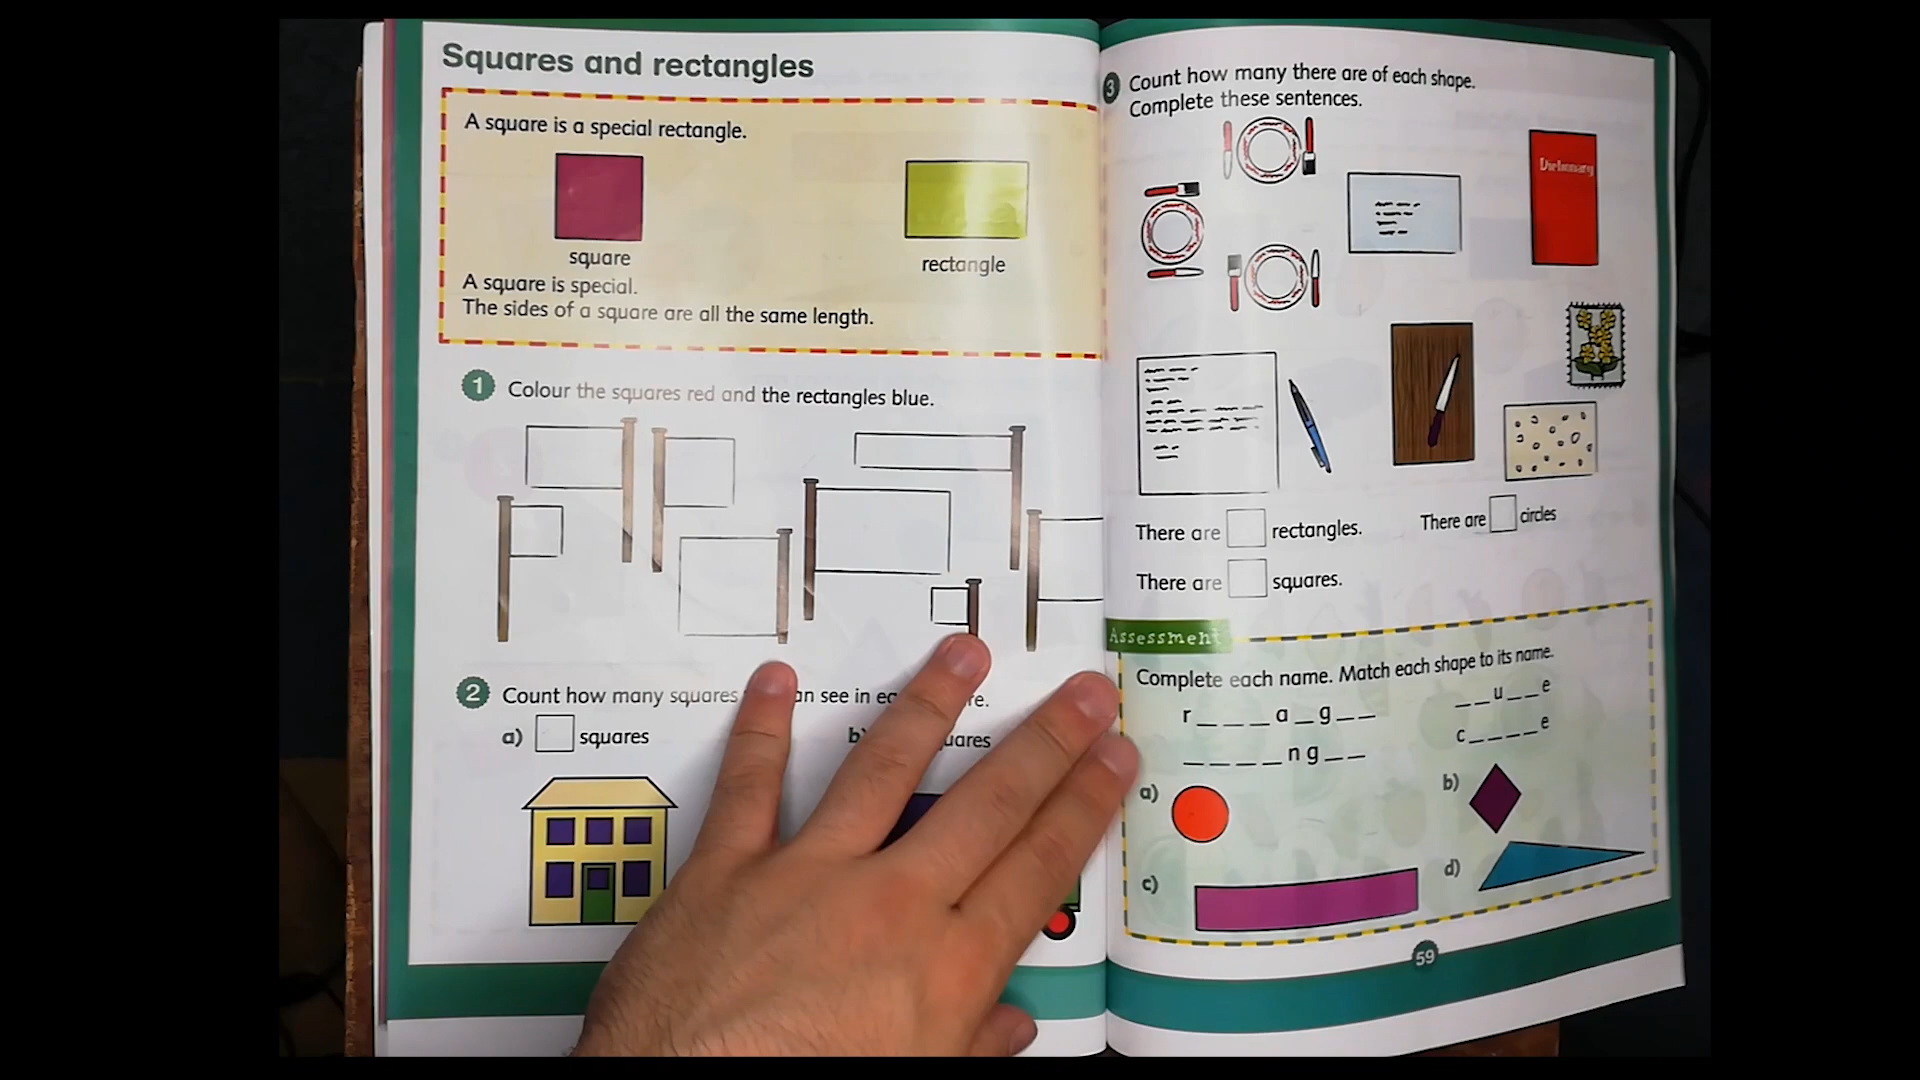 Squares and rectangles
A square is a special rectangle.
square
rectangle
A square is special.
The sides of a square are all the same length.
1 Colour the squares red and the rectangles blue.
2 Count how many squares an see in re.
a) squares
b) uares
3 Count how many there are of each shape.
Complete these sentences.
Dictionary
There are rectangles.
There are circles
There are squares.
Assessment
Complete each name. Match each shape to its name.
r _ _ _ _ a _ g _ _
_ _ u _ _ e
c _ _ _ _ e
_ _ _ _ _ n g _ _
a)
b)
c)
d)
59